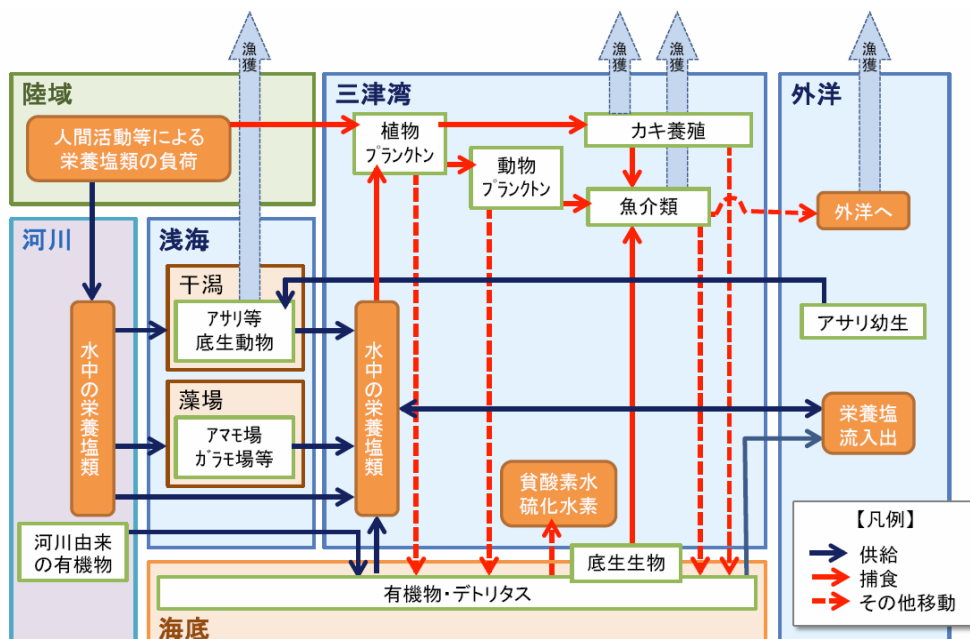 漁獲
漁獲
漁獲
漁獲
陸域
人間活動等による
栄養塩類の負荷
三津湾
植物
プランクトン
カキ養殖
動物
プランクトン
魚介類
外洋
外洋へ
河川
浅海
干潟
アサリ等
底生動物
アサリ幼生
水中の栄養塩類
水中の栄養塩類
藻場
アマモ場
ガラモ場等
栄養塩
流入出
貧酸素水
硫化水素
河川由来
の有機物
底生生物
有機物・デトリタス
海底
【凡例】
供給
捕食
その他移動